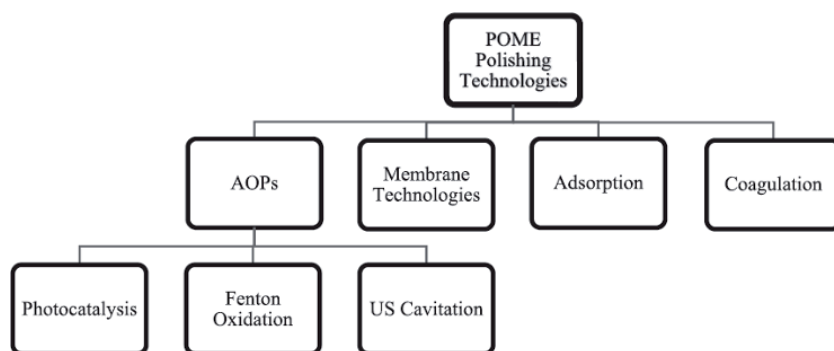 POME
Polishing
Technologies
AOPs
Membrane
Technologies
Adsorption
Coagulation
Photocatalysis
Fenton
Oxidation
US Cavitation